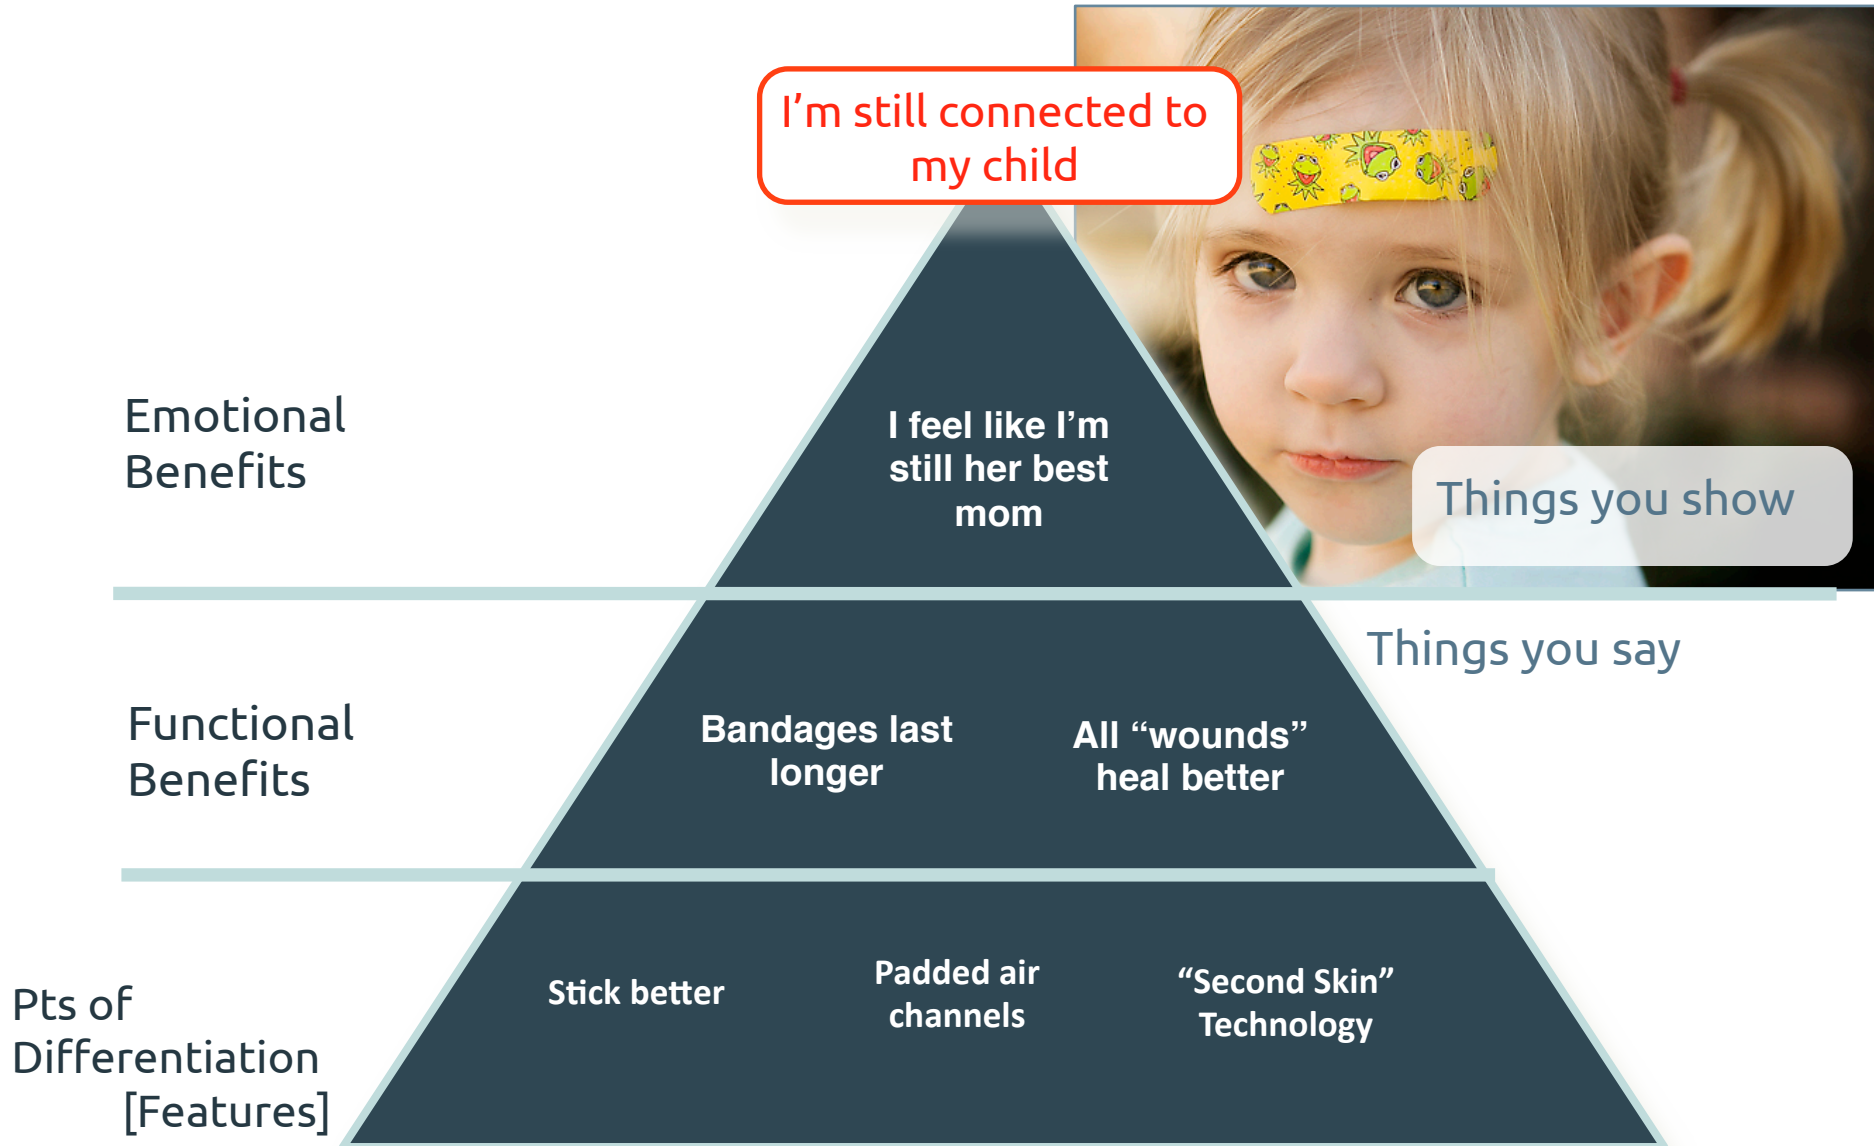 I'm still connected to
my child
Emotional
Benefits
I feel like I'm
still her best
mom
Things you show
Things you say
Functional
Benefits
Bandages last
longer
All “wounds”
heal better
Pts of
Differentiation
[Features]
Stick better
Padded air
channels
“Second Skin”
Technology